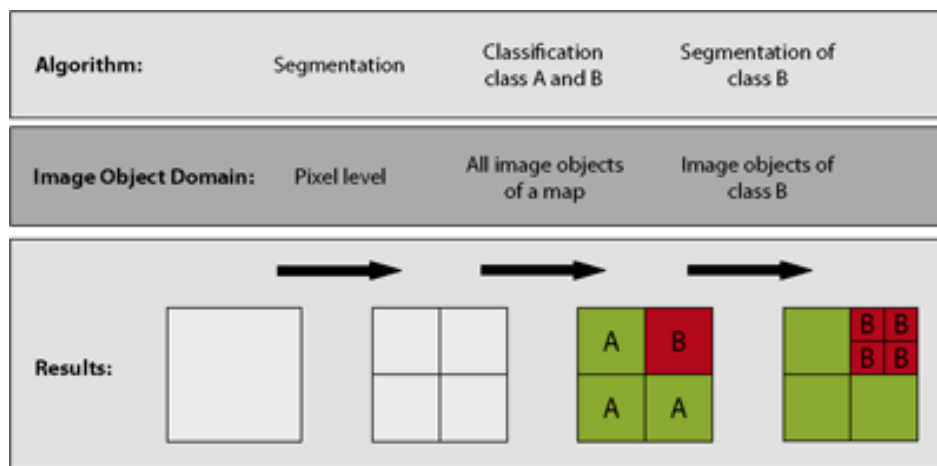 Algorithm: Segmentation Classification Segmentation of
class A and B class B
Image Object Domain: Pixel level All image objects Image objects of
of a map class B
Results:
A B B B
B B
A A